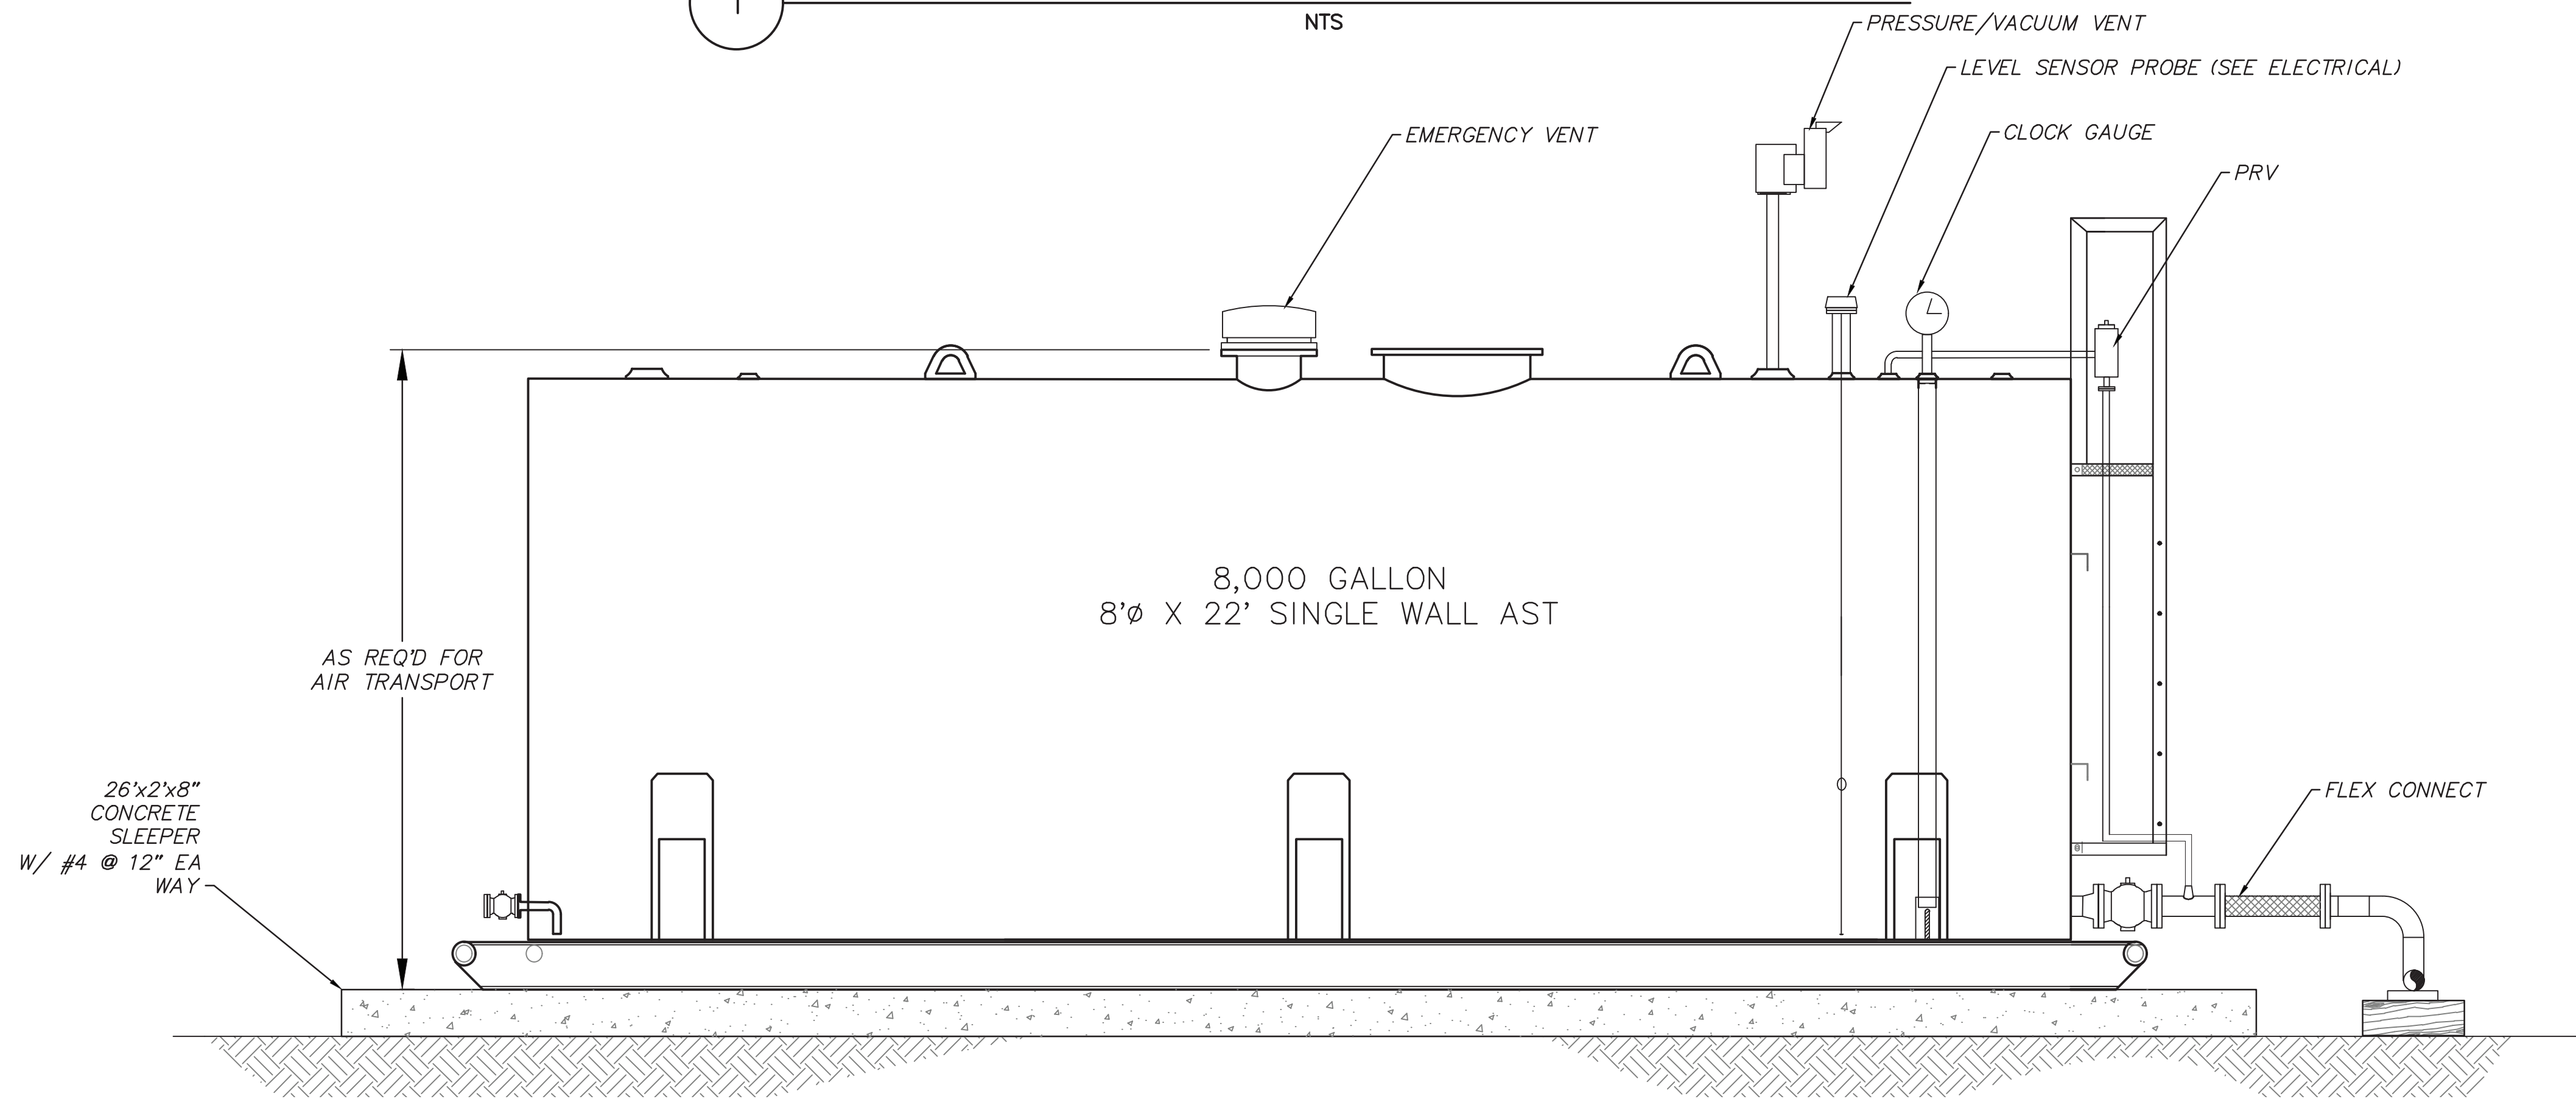 NTS
PRESSURE/VACUUM VENT
LEVEL SENSOR PROBE (SEE ELECTRICAL)
EMERGENCY VENT
CLOCK GAUGE
PRV
8,000 GALLON
8'ø X 22' SINGLE WALL AST
AS REQ'D FOR
AIR TRANSPORT
26'x2'x8"
CONCRETE
SLEEPER
W/ #4 @ 12" EA
WAY
FLEX CONNECT